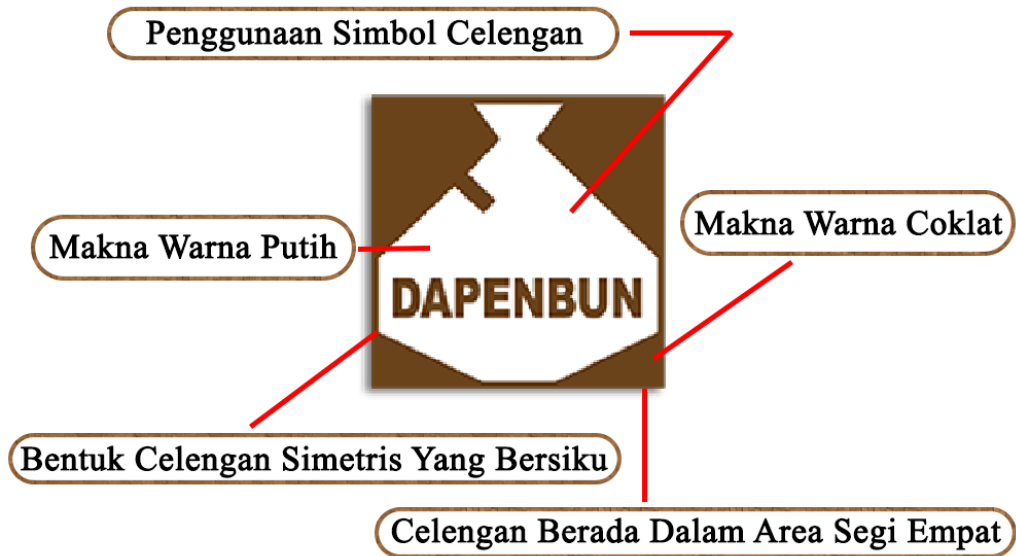 Penggunaan Simbol Celengan
Makna Warna Putih
Makna Warna Coklat
DAPENBUN
Bentuk Celengan Simetris Yang Bersiku
Celengan Berada Dalam Area Segi Empat